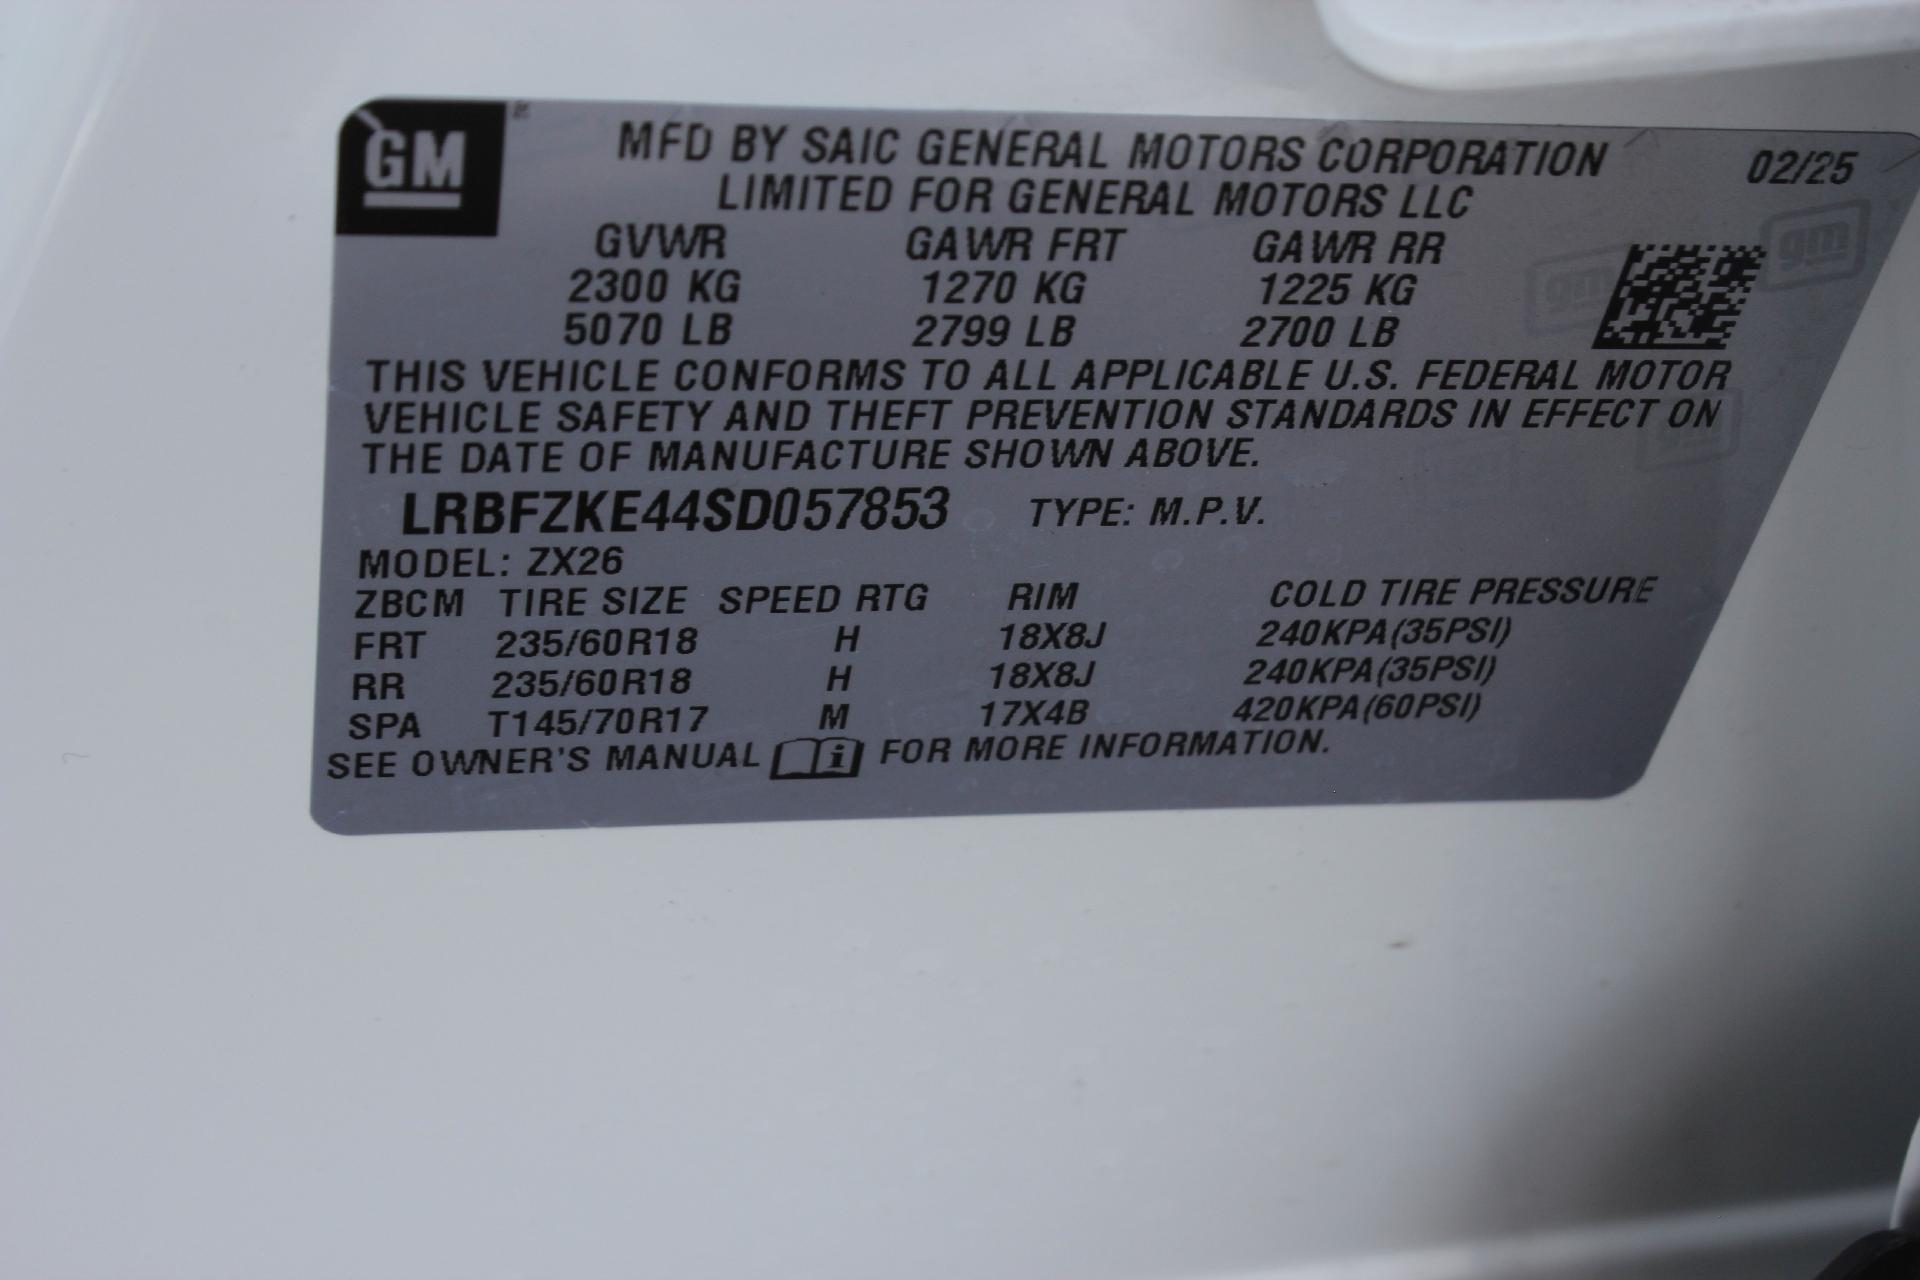 GM
MFD BY SAIC GENERAL MOTORS CORPORATION 02/25
LIMITED FOR GENERAL MOTORS LLC
GVWR GAWR FRT GAWR RR
2300 KG 1270 KG 1225 KG
5070 LB 2799 LB 2700 LB
THIS VEHICLE CONFORMS TO ALL APPLICABLE U.S. FEDERAL MOTOR
VEHICLE SAFETY AND THEFT PREVENTION STANDARDS IN EFFECT ON
THE DATE OF MANUFACTURE SHOWN ABOVE.
LRBFZKE44SD057853 TYPE: M.P.V.
MODEL: ZX26
ZBCM TIRE SIZE SPEED RTG RIM COLD TIRE PRESSURE
FRT 235/60R18 H 18X8J 240KPA(35PSI)
RR 235/60R18 H 18X8J 240KPA(35PSI)
SPA T145/70R17 M 17X4B 420KPA(60PSI)
SEE OWNER'S MANUAL i FOR MORE INFORMATION.